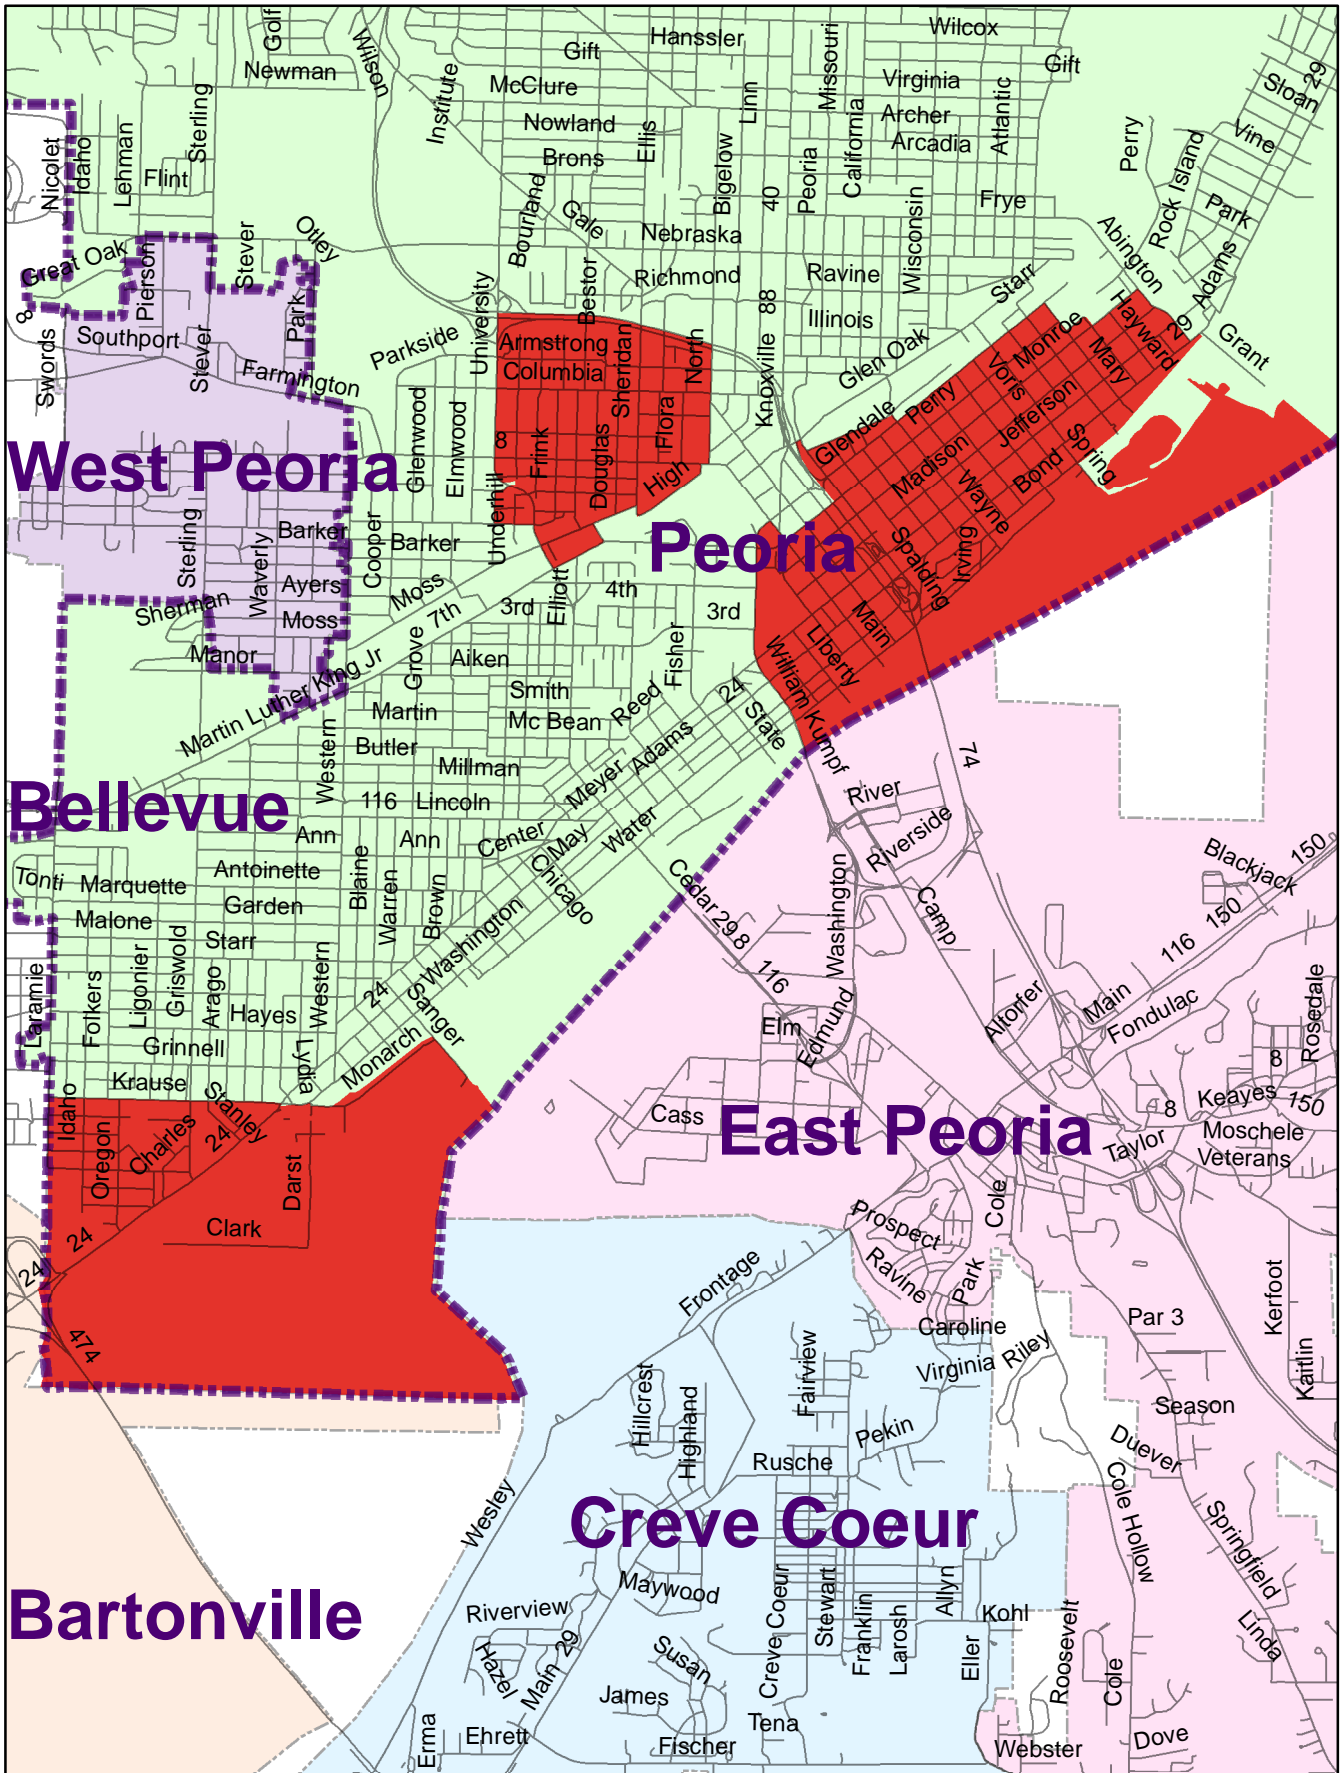 Golf
Wilson
Hanssler
Wilcox
Gift
Missouri
Gift
Newman
McClure
Virginia
29
Institute
Linn
Sloan
Sterling
Archer
Atlantic
Nowland
Ellis
California
Arcadia
Vine
Perry
Nicolet
Idaho
Lehman
Brons
Flint
Bigelow
Peoria
Rock Island
40
Frye
Bourland
Gale
Wisconsin
Park
Nebraska
Abington
Otley
Stever
Great Oak
Pierson
Richmond
Ravine
Starr
Adams
Bestor
University
88
Hayward
8
Park
Illinois
29
Southport
Armstrong
Monroe
Grant
Parkside
North
Stever
Columbia
Sheridan
Knoxville
Glen Oak
Mary
Swords
Farmington
Voris
Perry
Glenwood
Elmwood
Flora
Glendale
Jefferson
8
Frink
Douglas
West Peoria
Madison
Spring
High
Bond
Wayne
Underhill
Barker
Cooper
Barker
Peoria
Sterling
Waverly
Spalding
Irving
Ayers
Moss
4th
Elliott
Sherman
7th
3rd
3rd
Moss
Main
Manor
Grove
Aiken
Fisher
Liberty
William Kumpf
Martin Luther King Jr
Smith
24
Reed
Martin
Mc Bean
State
Western
Butler
Adams
74
Millman
Meyer
River
Bellevue
116
Lincoln
Riverside
Ann
Ann
Center
May
Water
Blackjack
150
Tonti
Marquette
Antoinette
Blaine
Chicago
Cedar
Washington
Garden
Warren
Brown
Malone
29
8
Camp
150
Starr
Washington
116
Laramie
Folkers
Ligonier
Griswold
Arago
Western
24
Sanger
116
Rosedale
Hayes
Altorfer
Main
Fondulac
Elm
Edmund
Grinnell
Lydia
Monarch
8
Krause
Stanley
Keayes
150
Idaho
Cass
East Peoria
8
Charles
24
Moschele
Taylor
Veterans
Oregon
Darst
Cole
Clark
Prospect
24
24
Frontage
Ravine
Park
Kerfoot
474
Caroline
Par 3
Fairview
Riley
Virginia
Kaitlin
Hillcrest
Highland
Season
Pekin
Duever
Rusche
Wesley
Creve Coeur
Cole Hollow
Springfield
Maywood
Creve Coeur
Stewart
Allyn
Bartonville
Riverview
Franklin
Larosh
Kohl
Roosevelt
Linda
Main
29
Susan
Eller
Hazel
Cole
James
Tena
Erma
Ehrett
Fischer
Webster
Dove